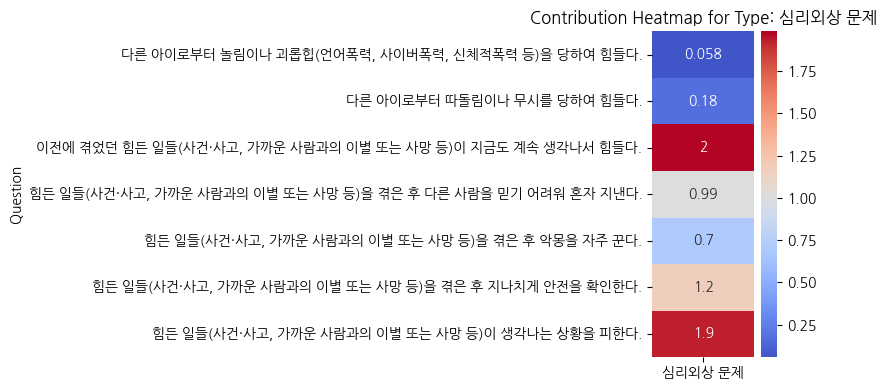 Contribution Heatmap for Type: 심리외상 문제
다른 아이로부터 놀림이나 괴롭힘(언어폭력, 사이버폭력, 신체적폭력 등)을 당하여 힘들다.
0.058
다른 아이로부터 따돌림이나 무시를 당하여 힘들다.
0.18
이전에 겪었던 힘든 일들(사건·사고, 가까운 사람과의 이별 또는 사망 등)이 지금도 계속 생각나서 힘들다.
2
힘든 일들(사건·사고, 가까운 사람과의 이별 또는 사망 등)을 겪은 후 다른 사람을 믿기 어려워 혼자 지낸다.
0.99
힘든 일들(사건·사고, 가까운 사람과의 이별 또는 사망 등)을 겪은 후 악몽을 자주 꾼다.
0.7
힘든 일들(사건·사고, 가까운 사람과의 이별 또는 사망 등)을 겪은 후 지나치게 안전을 확인한다.
1.2
힘든 일들(사건·사고, 가까운 사람과의 이별 또는 사망 등)이 생각나는 상황을 피한다.
1.9
Question
심리외상 문제
1.75
1.50
1.25
1.00
0.75
0.50
0.25